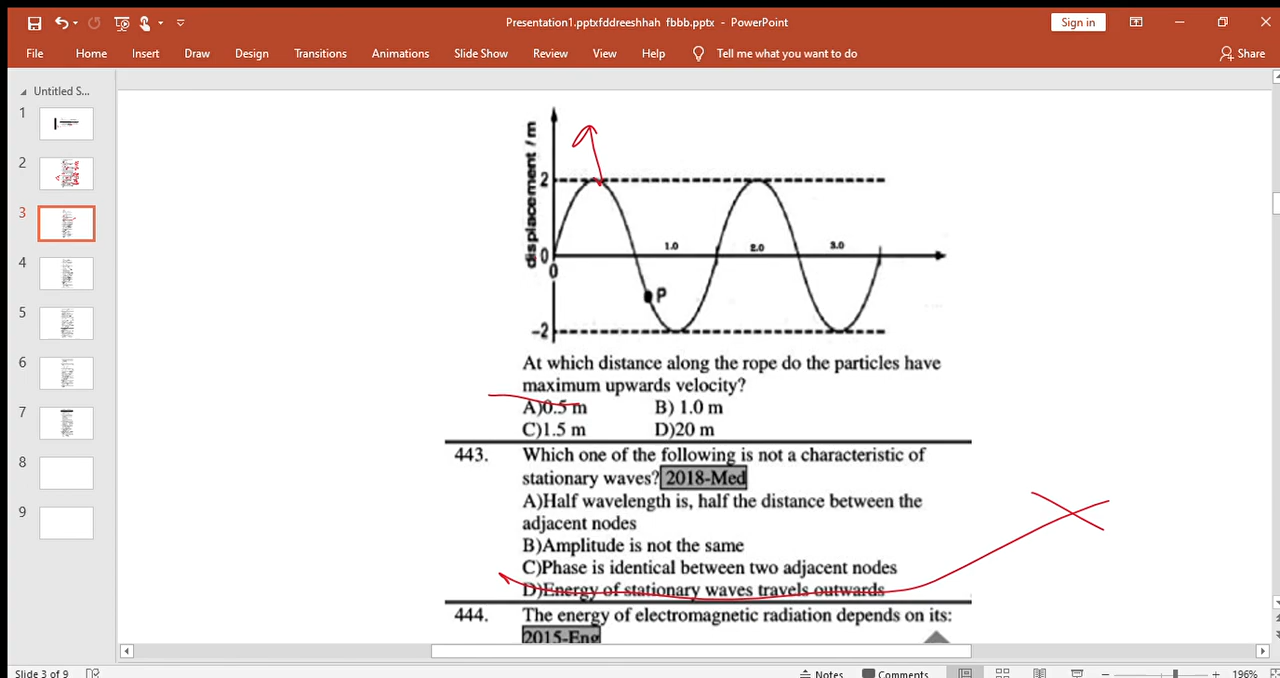 Presentation1.pptxfddreeshhah fbbb.pptx - PowerPoint
Sign in
File Home Insert Draw Design Transitions Animations Slide Show Review View Help Tell me what you want to do Share
Untitled S...
1
2
3
4
5
6
7
8
9
displacement / m
2
0
-2
0
1.0 2.0 3.0
P
At which distance along the rope do the particles have
maximum upwards velocity?
A)0.5 m B) 1.0 m
C)1.5 m D)20 m
443. Which one of the following is not a characteristic of
stationary waves? 2018-Med
A)Half wavelength is, half the distance between the
adjacent nodes
B)Amplitude is not the same
C)Phase is identical between two adjacent nodes
D)Energy of stationary waves travels outwards
444. The energy of electromagnetic radiation depends on its:
2015-Eng
Slide 3 of 9 Notes Comments 196%